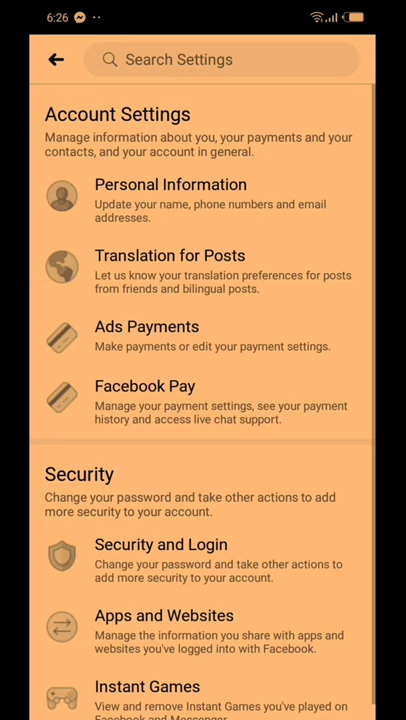 6:26
Search Settings
Account Settings
Manage information about you, your payments and your
contacts, and your account in general.
Personal Information
Update your name, phone numbers and email
addresses.
Translation for Posts
Let us know your translation preferences for posts
from friends and bilingual posts.
Ads Payments
Make payments or edit your payment settings.
Facebook Pay
Manage your payment settings, see your payment
history and access live chat support.
Security
Change your password and take other actions to add
more security to your account.
Security and Login
Change your password and take other actions to
add more security to your account.
Apps and Websites
Manage the information you share with apps and
websites you've logged into with Facebook.
Instant Games
View and remove Instant Games you've played on
Facebook and Messenger